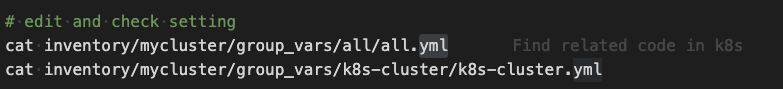 # edit and check setting
cat inventory/mycluster/group_vars/all/all.yml Find related code in k8s
cat inventory/mycluster/group_vars/k8s-cluster/k8s-cluster.yml